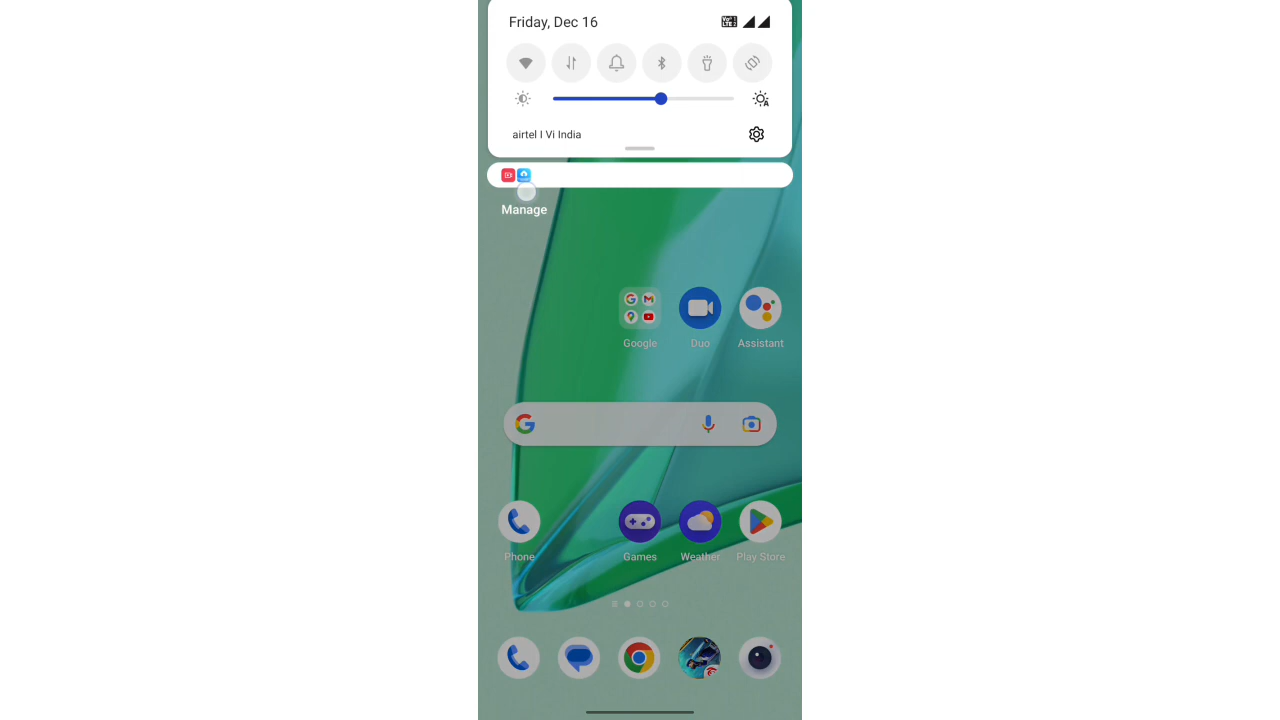 Friday, Dec 16
airtel I Vi India
Manage
Google
Duo
Assistant
Phone
Games
Weather
Play Store